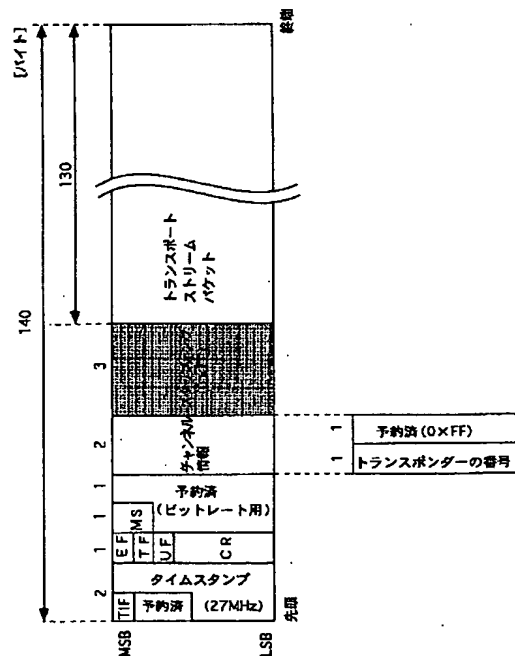 [バイト]
140
130
2
1
1
1
2
3
MSB
LSB
TIF
予約済
タイムスタンプ
(27MHz)
EF
TF
UF
CR
MS
予約済
(ビットレート用)
チャンネル
情報
トランスポート
ストリーム
パケット
先頭
終端
1
1
トランスポンダーの番号
予約済(0×FF)